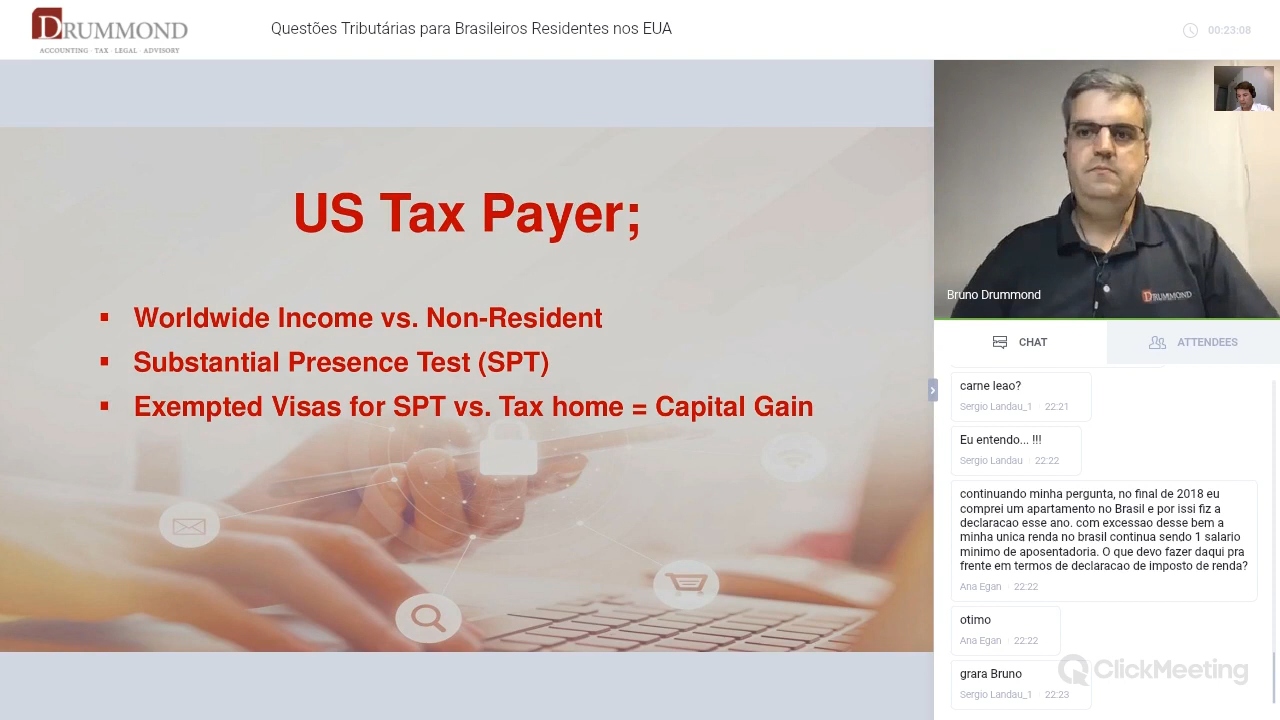 DRUMMOND
ACCOUNTING · TAX · LEGAL · ADVISORY
Questões Tributárias para Brasileiros Residentes nos EUA
00:23:08
US Tax Payer;
▪ Worldwide Income vs. Non-Resident
▪ Substantial Presence Test (SPT)
▪ Exempted Visas for SPT vs. Tax home = Capital Gain
DRUMMOND
Bruno Drummond
CHAT
ATTENDEES
carne leao?
Sergio Landau_1 · 22:21
Eu entendo... !!!
Sergio Landau · 22:22
continuando minha pergunta, no final de 2018 eu
comprei um apartamento no Brasil e por issi fiz a
declaracao esse ano. com excessao desse bem a
minha unica renda no brasil continua sendo 1 salario
minimo de aposentadoria. O que devo fazer daqui pra
frente em termos de declaracao de imposto de renda?
Ana Egan · 22:22
otimo
Ana Egan · 22:22
grara Bruno
Sergio Landau_1 · 22:23
ClickMeeting